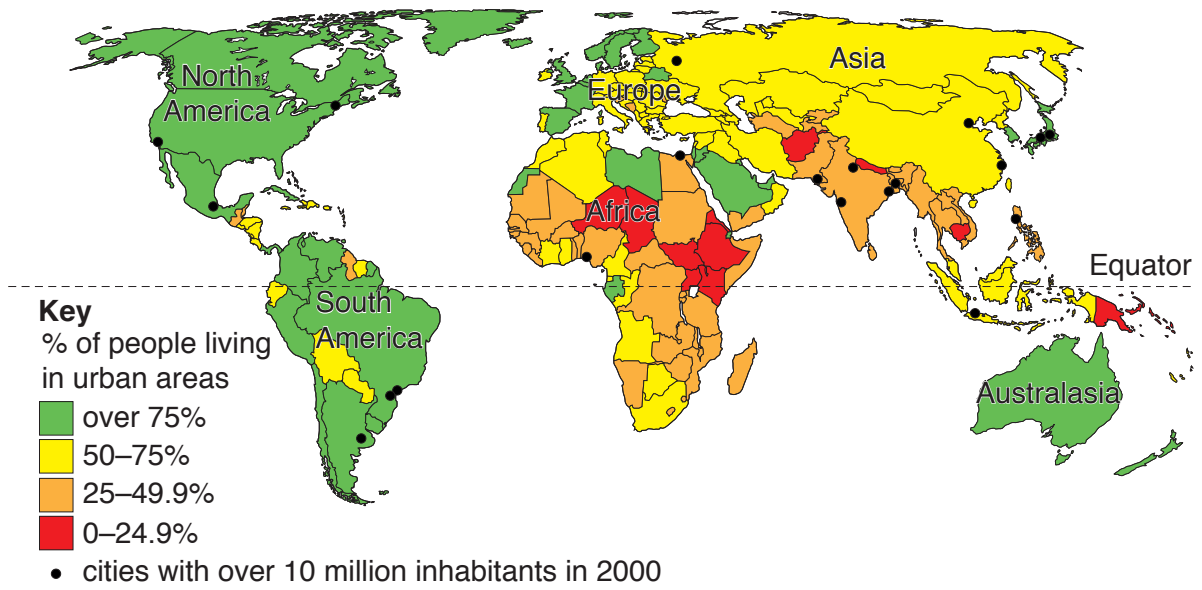 North
America
Europe
Asia
Africa
Equator
South
America
Australasia
Key
% of people living
in urban areas
over 75%
50–75%
25–49.9%
0–24.9%
cities with over 10 million inhabitants in 2000